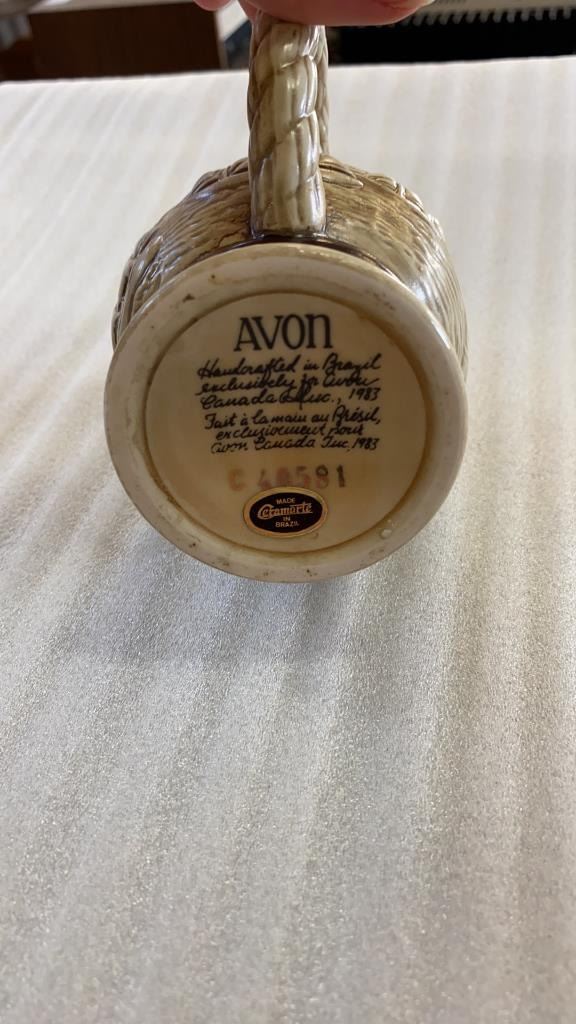 AVON
Handcrafted in Brazil
exclusively for Avon
Canada Inc., 1983
Fait à la main au Brésil,
exclusivement pour
Avon Canada Inc, 1983
C 40581
MADE
Ceramarte
IN
BRAZIL